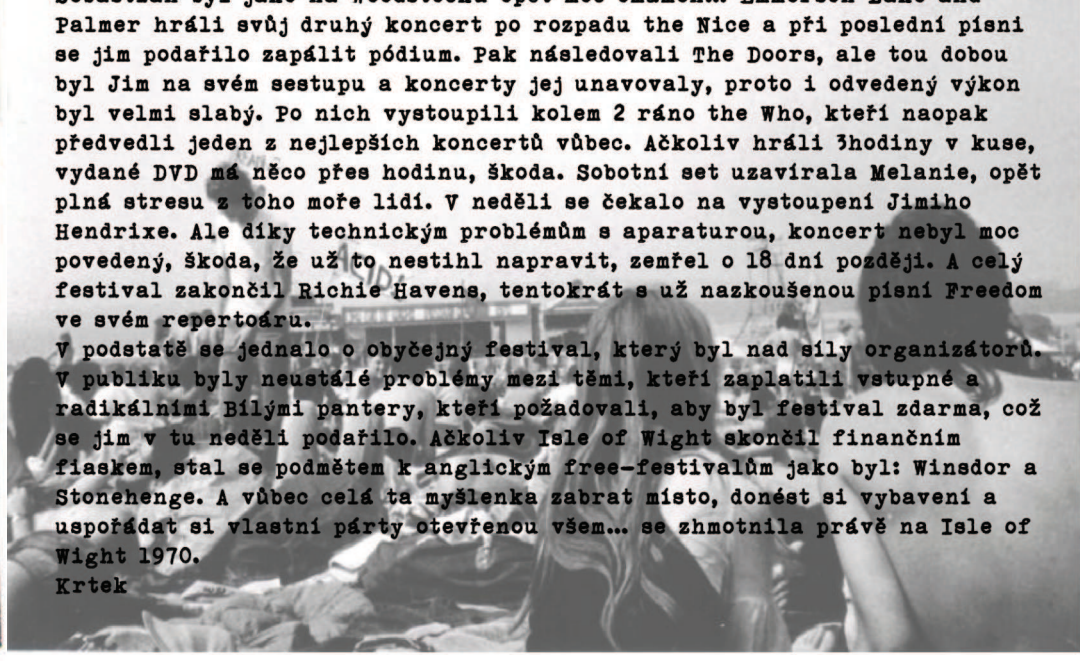 Palmer hráli svůj druhý koncert po rozpadu the Nice a při poslední písni
se jim podařilo zapálit pódium. Pak následovali The Doors, ale tou dobou
byl Jim na svém sestupu a koncerty jej unavovaly, proto i odvedený výkon
byl velmi slabý. Po nich vystoupili kolem 2 ráno the Who, kteří naopak
předvedli jeden z nejlepších koncertů vůbec. Ačkoliv hráli 3hodiny v kuse,
vydané DVD má něco přes hodinu, škoda. Sobotní set uzavírala Melanie, opět
plná stresu z toho moře lidí. V neděli se čekalo na vystoupení Jimiho
Hendrixe. Ale díky technickým problémům s aparaturou, koncert nebyl moc
povedený, škoda, že už to nestihl napravit, zemřel o 18 dní později. A celý
festival zakončil Richie Havens, tentokrát s už nazkoušenou písní Freedom
ve svém repertoáru.
V podstatě se jednalo o obyčejný festival, který byl nad síly organizátorů.
V publiku byly neustálé problémy mezi těmi, kteří zaplatili vstupné a
radikálními Bílými pantery, kteří požadovali, aby byl festival zdarma, což
se jim v tu neděli podařilo. Ačkoliv Isle of Wight skončil finančním
fiaskem, stal se podmětem k anglickým free-festivalům jako byl: Winsdor a
Stonehenge. A vůbec celá ta myšlenka zabrat místo, donést si vybavení a
uspořádat si vlastní párty otevřenou všem... se zhmotnila právě na Isle of
Wight 1970.
Krtek